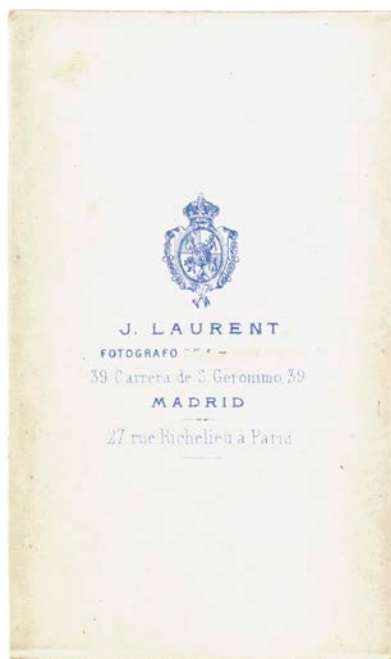 J. LAURENT
FOTOGRAFO
39 Carrera de S. Geronimo, 39
MADRID
27 rue Richelieu à Paris